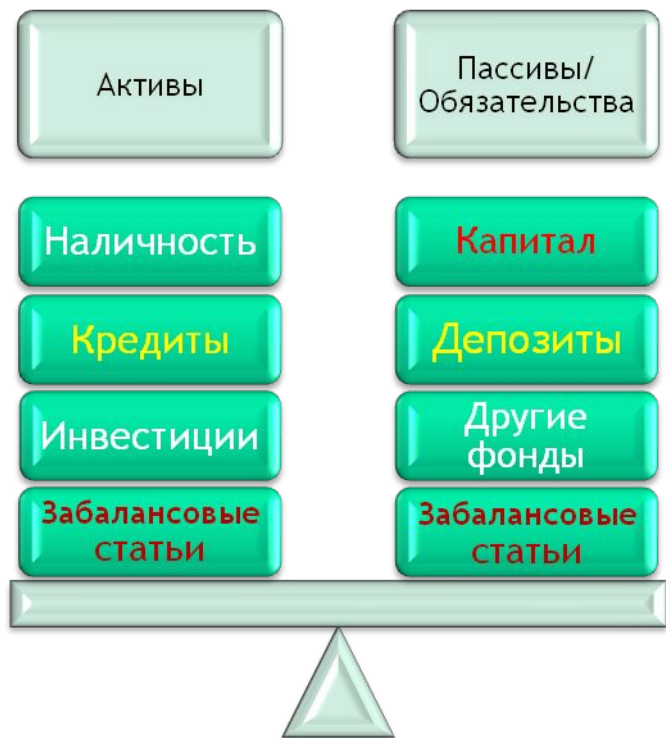 Активы
Пассивы/
Обязательства
Наличность
Капитал
Кредиты
Депозиты
Инвестиции
Другие
фонды
Забалансовые
статьи
Забалансовые
статьи